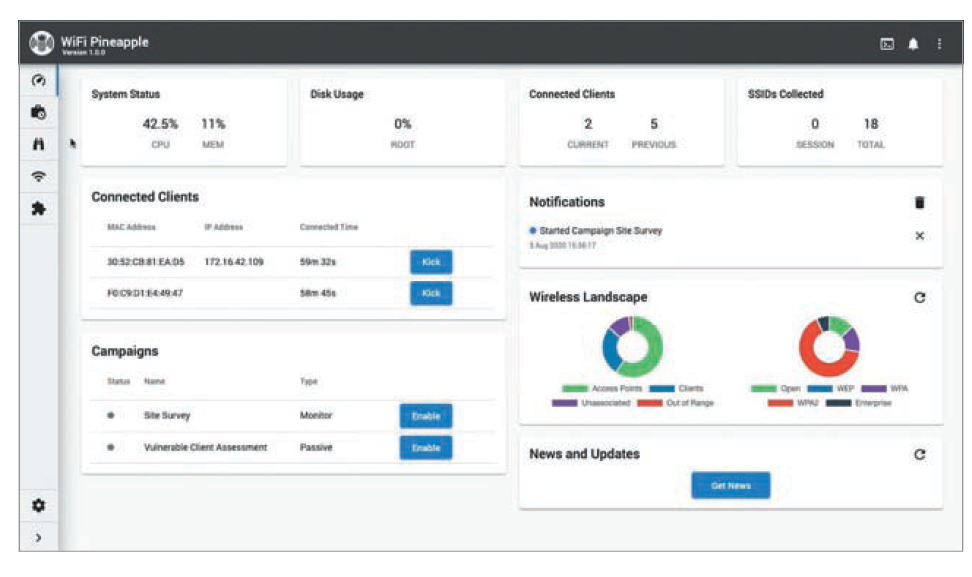 WiFi Pineapple
Version 1.0.0
System Status
42.5% 11%
CPU MEM
Disk Usage
0%
ROOT
Connected Clients
2 5
CURRENT PREVIOUS
SSIDs Collected
0 18
SESSION TOTAL
Connected Clients
MAC Address IP Address Connected Time
30:52:CB:81:EA:D5 172.16.42.109 59m 32s Kick
F0:C9:D1:E4:49:47 58m 45s Kick
Campaigns
Status Name Type
Site Survey Monitor Enable
Vulnerable Client Assessment Passive Enable
Notifications
Started Campaign Site Survey
5 Aug 2020
Wireless Landscape
Access Points Clients
Unassociated Out of Range
Open WEP WPA
WPA2 Enterprise
News and Updates
Get News